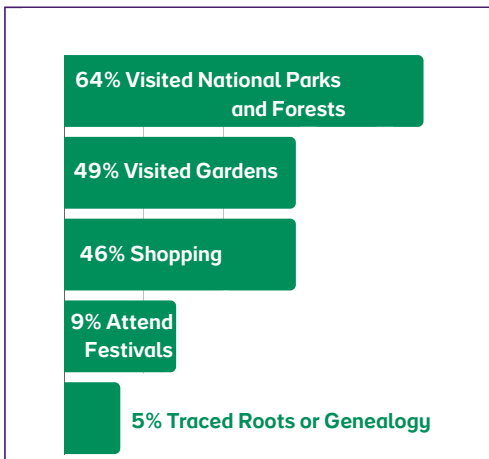 64% Visited National Parks
and Forests
49% Visited Gardens
46% Shopping
9% Attend
Festivals
5% Traced Roots or Genealogy